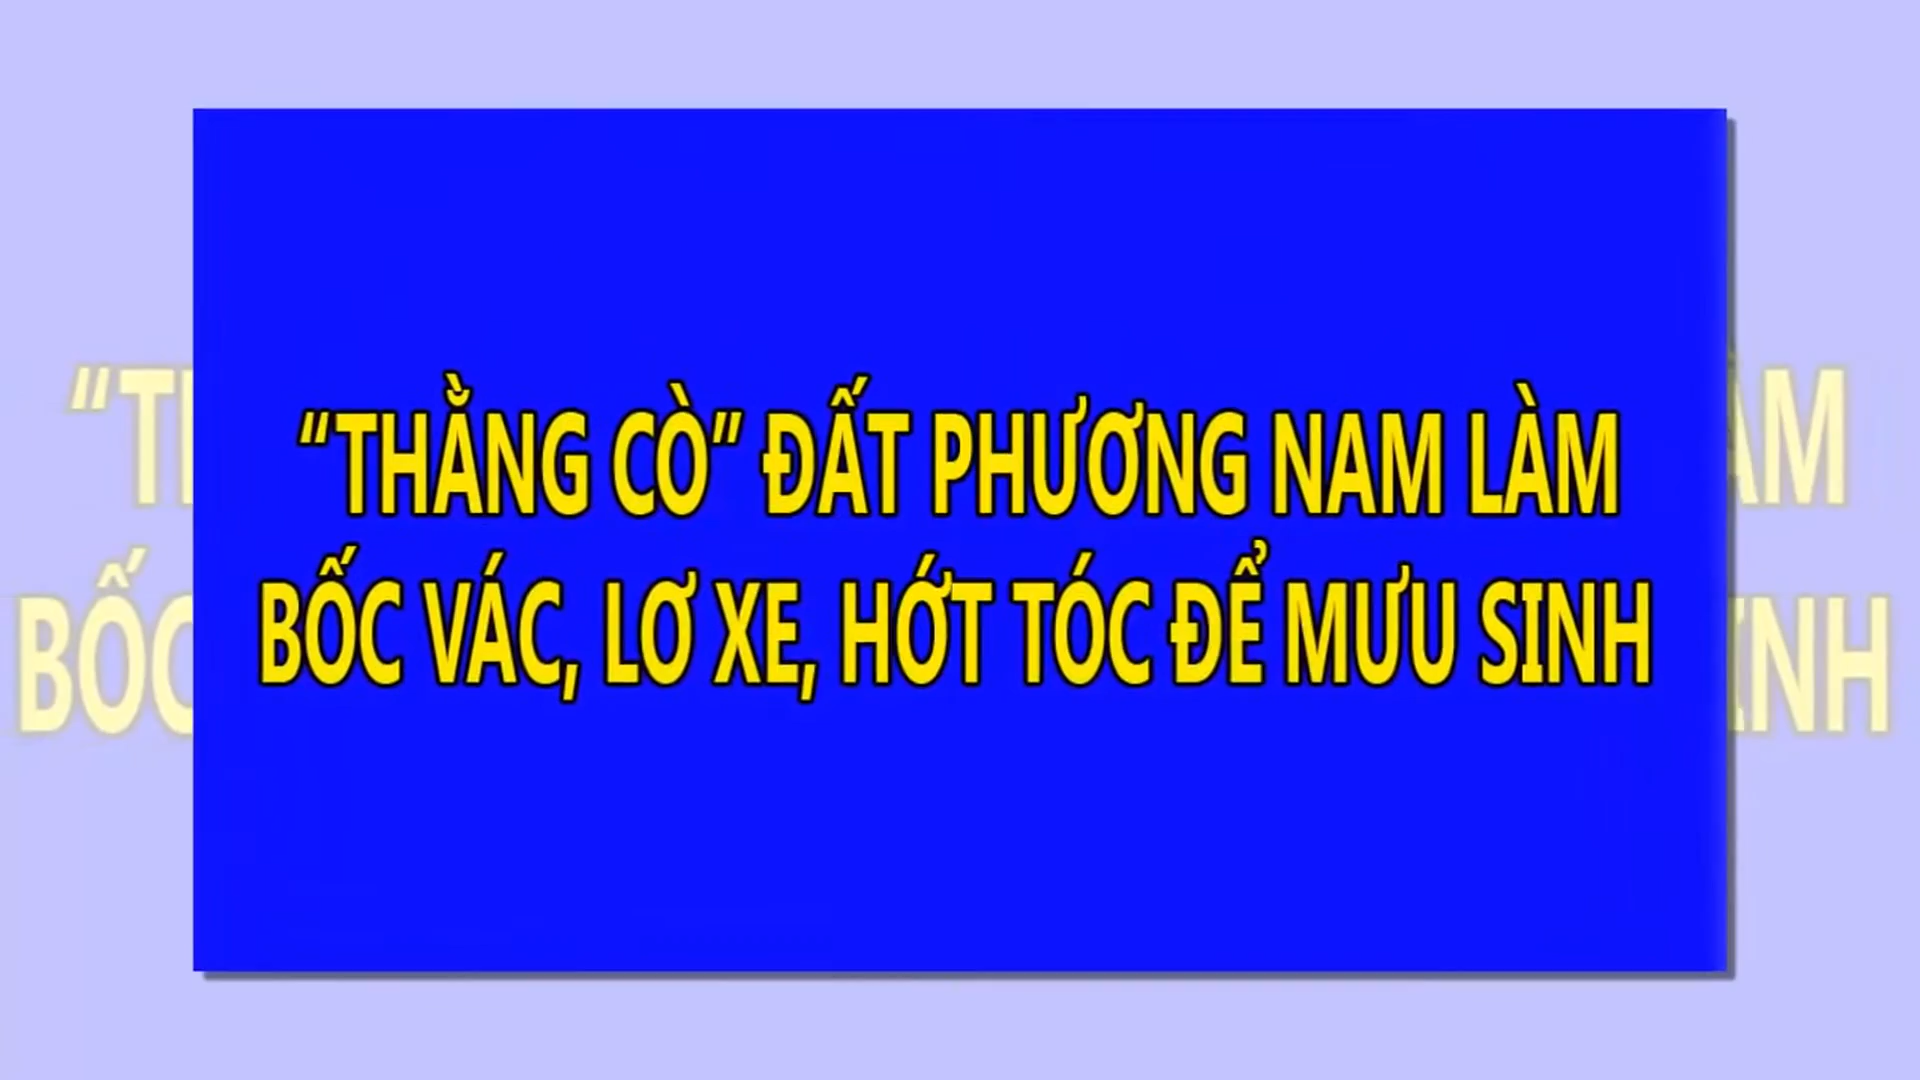 “THẰNG CÒ” ĐẤT PHƯƠNG NAM LÀM
BỐC VÁC, LƠ XE, HỚT TÓC ĐỂ MƯU SINH